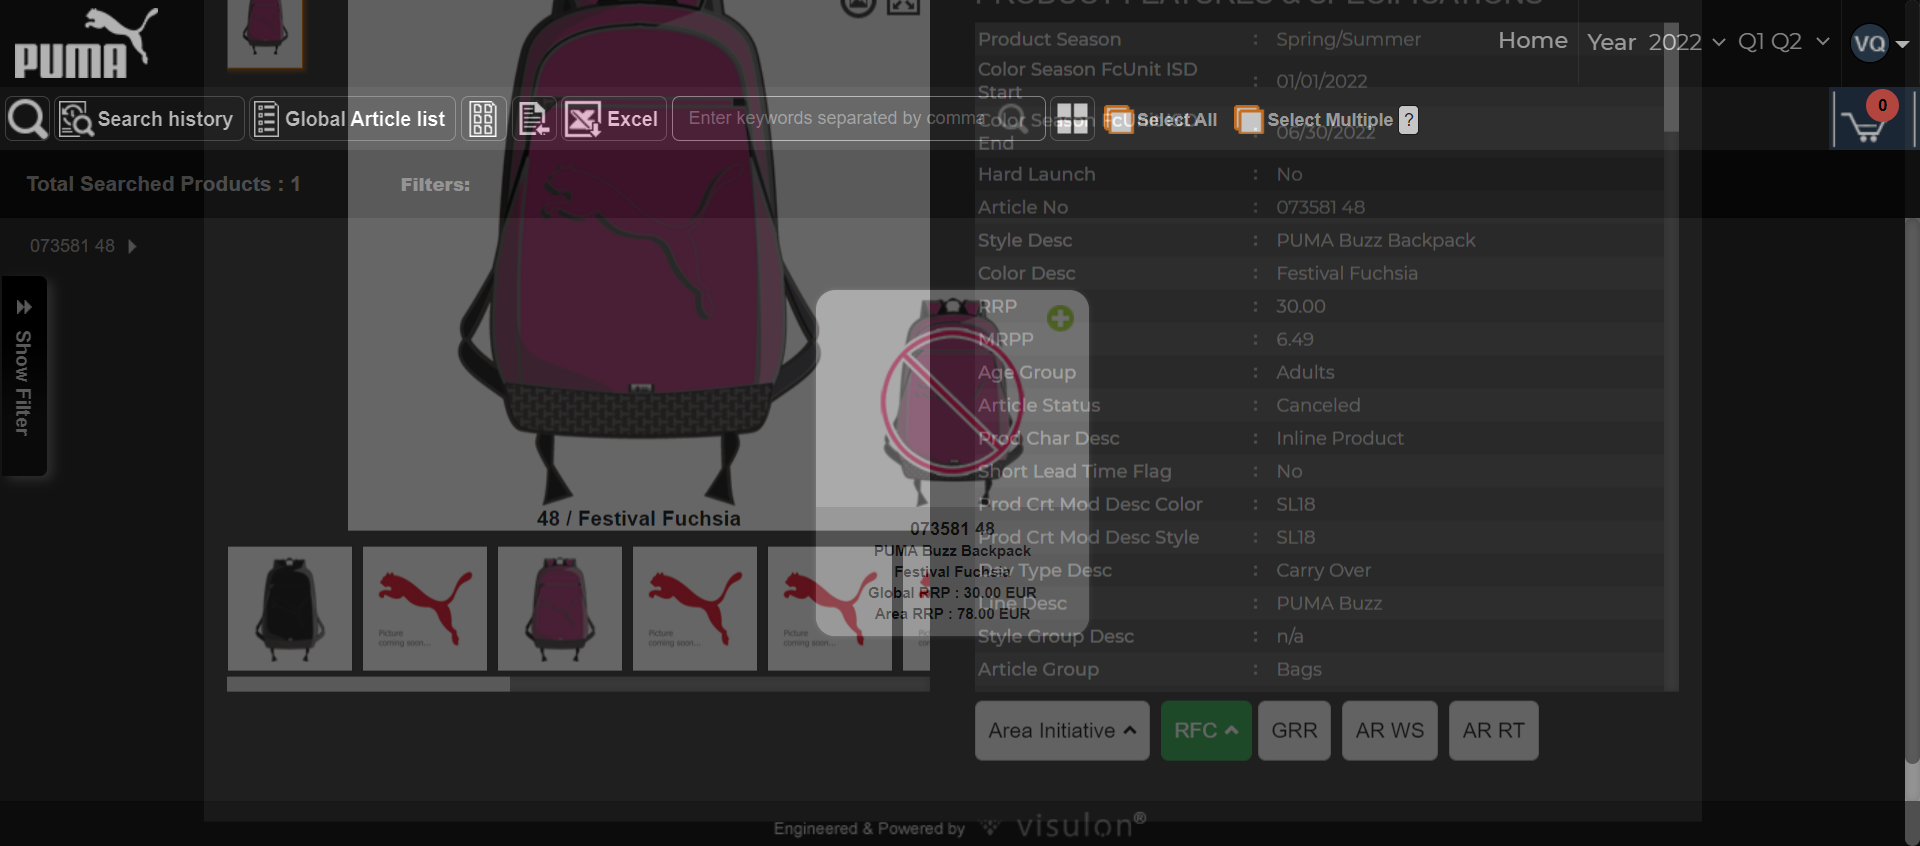 PRODUCT FEATURES & SPECIFICATIONS
PUMA
Home
Year 2022
Q1 Q2
VQ
Product Season : Spring/Summer
Color Season FcUnit ISD Start : 01/01/2022
Search history
Global Article list
Excel
Enter keywords separated by comma
Select All
Select Multiple
?
0
Color Season FcUnit
End : 06/30/2022
Total Searched Products : 1
Filters:
Hard Launch : No
Article No : 073581 48
073581 48
Show Filter
Style Desc : PUMA Buzz Backpack
Color Desc : Festival Fuchsia
RRP : 30.00
MRPP : 6.49
Age Group : Adults
Article Status : Canceled
Prod Char Desc : Inline Product
Short Lead Time Flag : No
Prod Crt Mod Desc Color : SL18
Prod Crt Mod Desc Style : SL18
Dev Type Desc : Carry Over
Line Desc : PUMA Buzz
Style Group Desc : n/a
Article Group : Bags
48 / Festival Fuchsia
073581 48
PUMA Buzz Backpack
Festival Fuchsia
Global RRP : 30.00 EUR
Area RRP : 78.00 EUR
Picture
coming soon...
Picture
coming soon...
Picture
coming soon...
Area Initiative
RFC
GRR
AR WS
AR RT
Engineered & Powered by visulon®